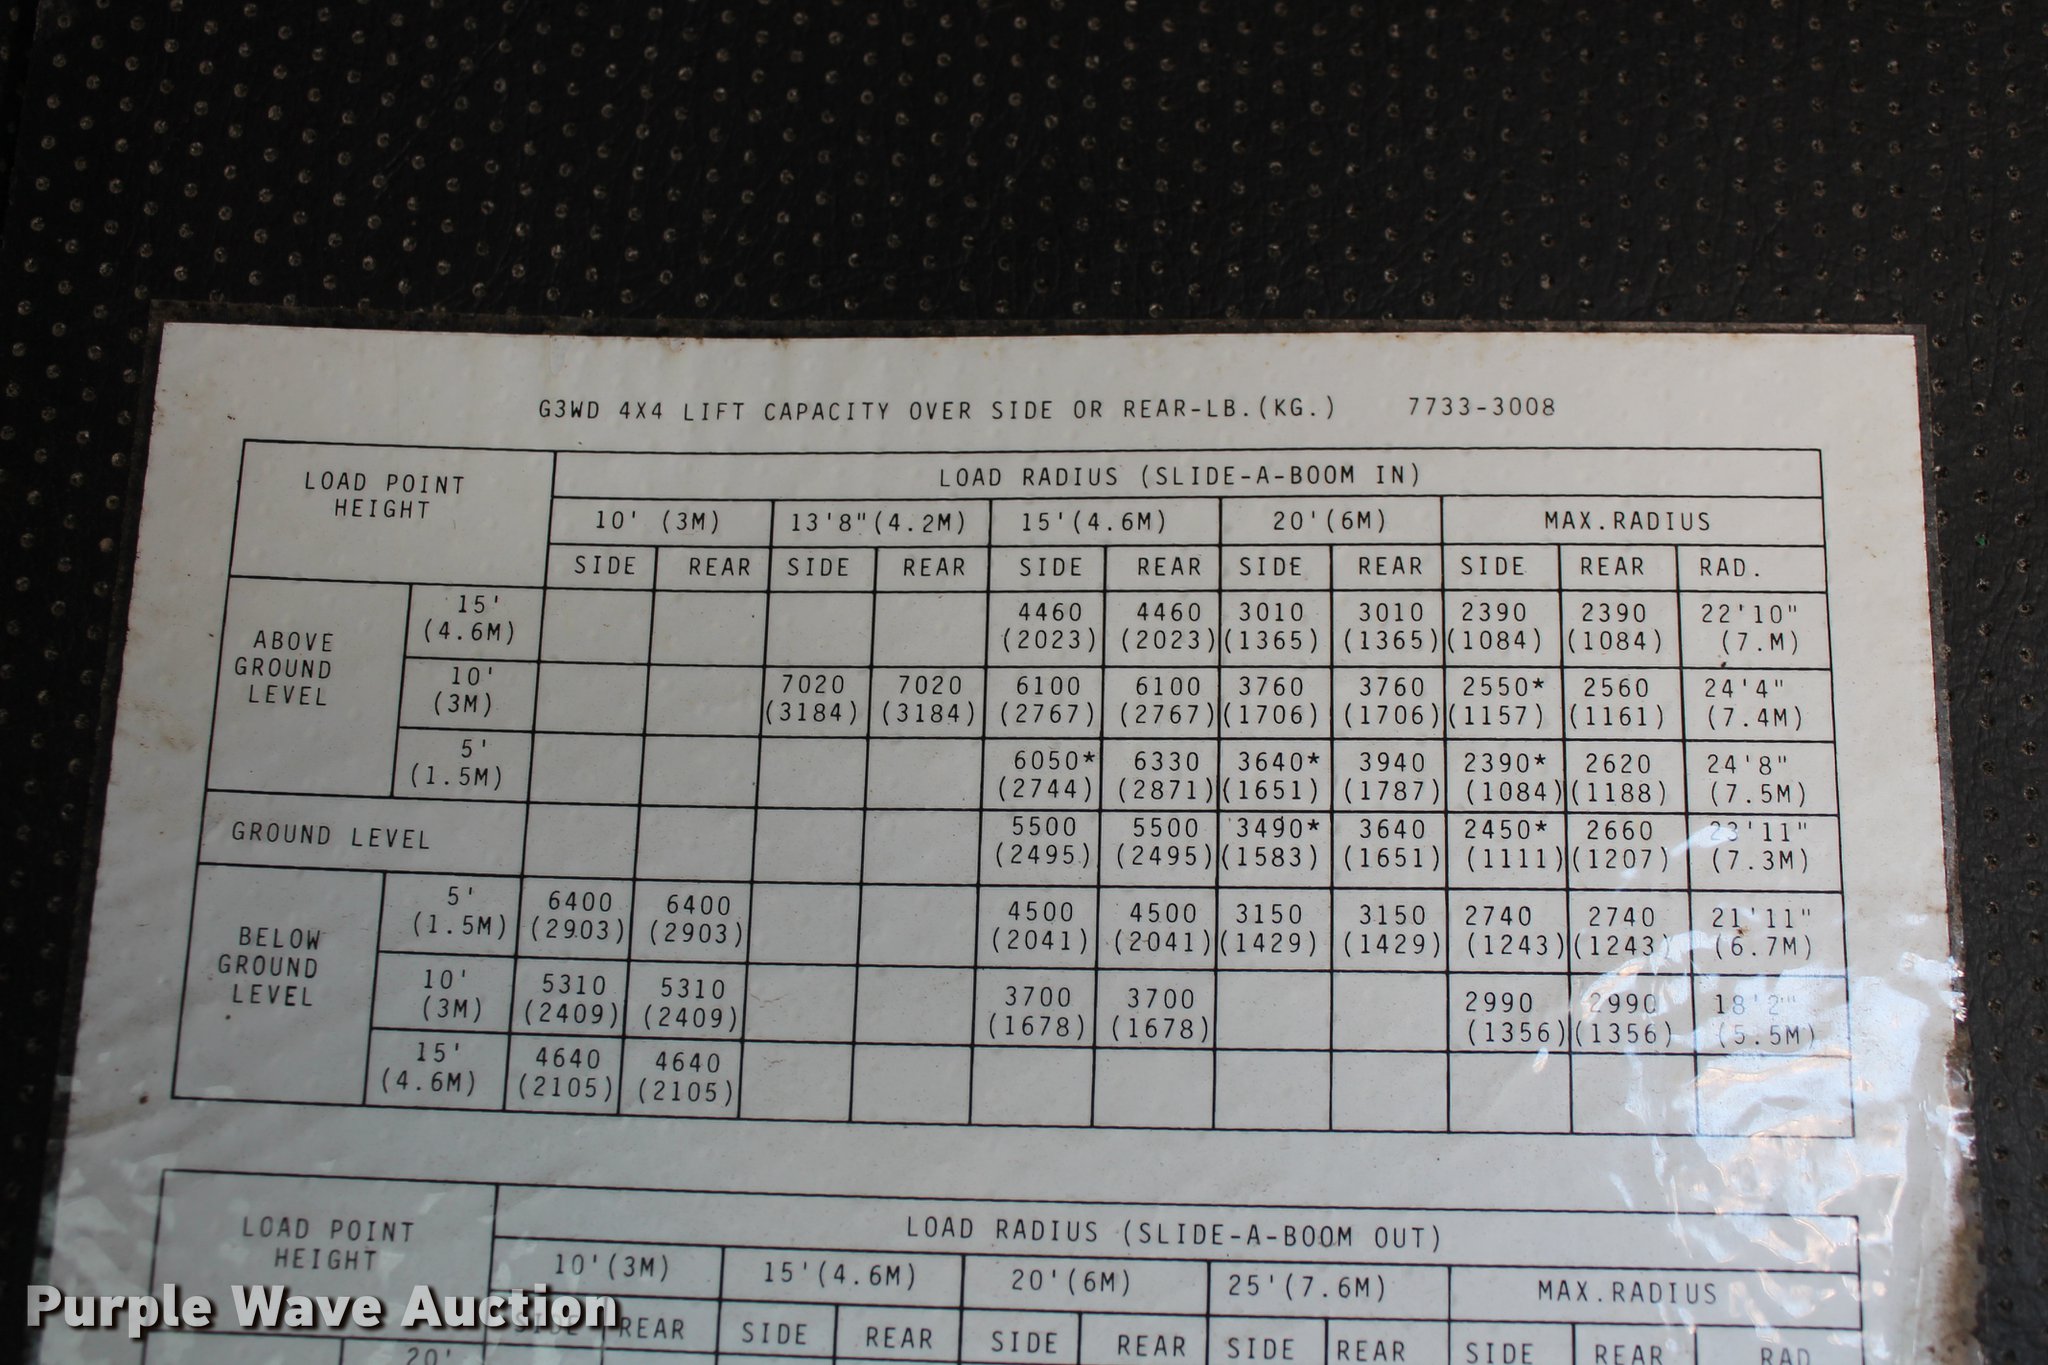 G3WD 4X4 LIFT CAPACITY OVER SIDE OR REAR-LB.(KG.) 7733-3008
LOAD POINT HEIGHT LOAD RADIUS (SLIDE-A-BOOM IN)
10' (3M) 13'8"(4.2M) 15'(4.6M) 20'(6M) MAX.RADIUS
SIDE REAR SIDE REAR SIDE REAR SIDE REAR SIDE REAR RAD.
ABOVE GROUND LEVEL
15' 4460 4460 3010 3010 2390 2390 22'10"
(4.6M) (2023) (2023) (1365) (1365) (1084) (1084) (7.M)
10' 7020 7020 6100 6100 3760 3760 2550* 2560 24'4"
(3M) (3184) (3184) (2767) (2767) (1706) (1706) (1157) (1161) (7.4M)
5' 6050* 6330 3640* 3940 2390* 2620 24'8"
(1.5M) (2744) (2871) (1651) (1787) (1084) (1188) (7.5M)
GROUND LEVEL 5500 5500 3490* 3640 2450* 2660 23'11"
(2495) (2495) (1583) (1651) (1111) (1207) (7.3M)
BELOW GROUND LEVEL
5' 6400 6400 4500 4500 3150 3150 2740 2740 21'11"
(1.5M) (2903) (2903) (2041) (2041) (1429) (1429) (1243) (1243) (6.7M)
10' 5310 5310 3700 3700 2990 2990 18'2"
(3M) (2409) (2409) (1678) (1678) (1356) (1356) (5.5M)
15' 4640 4640
(4.6M) (2105) (2105)
LOAD POINT HEIGHT LOAD RADIUS (SLIDE-A-BOOM OUT)
10'(3M) 15'(4.6M) 20'(6M) 25'(7.6M) MAX.RADIUS
SIDE REAR SIDE REAR SIDE REAR SIDE REAR SIDE REAR RAD
20'
Purple Wave Auction